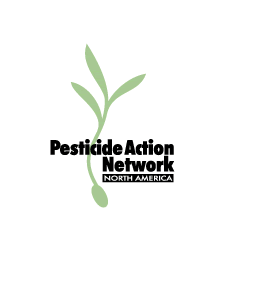 Pesticide Action
Network
NORTH AMERICA